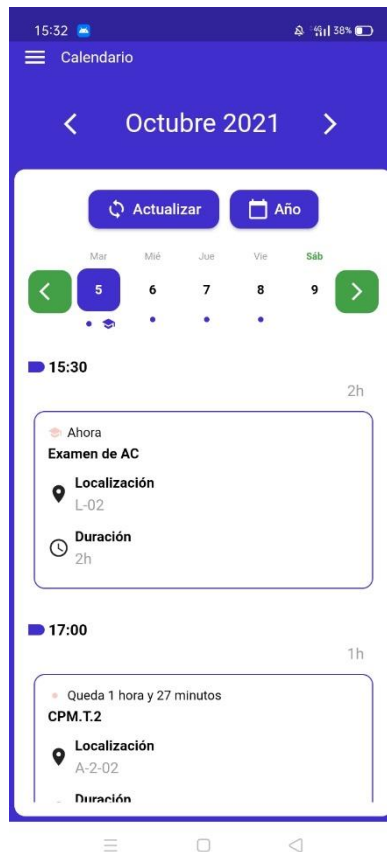 15:32
38%
Calendario
Octubre 2021
Actualizar
Año
Mar Mié Jue Vie Sáb
5 6 7 8 9
15:30
2h
Ahora
Examen de AC
Localización
L-02
Duración
2h
17:00
1h
Queda 1 hora y 27 minutos
CPM.T.2
Localización
A-2-02
Duración